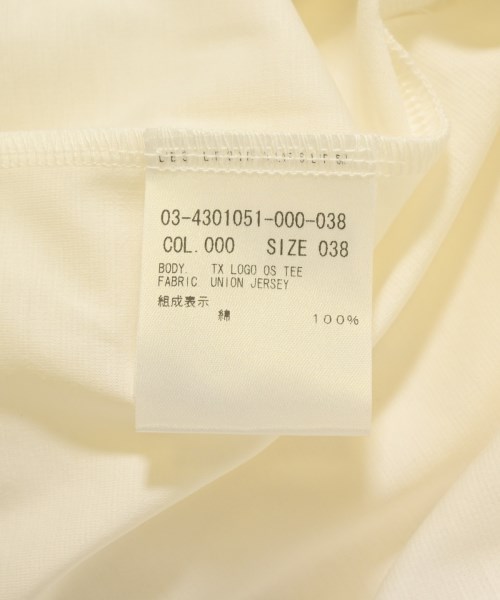 03-4301051-000-038
COL.000 SIZE 038
BODY. TX LOGO OS TEE
FABRIC UNION JERSEY
組成表示
綿 100%